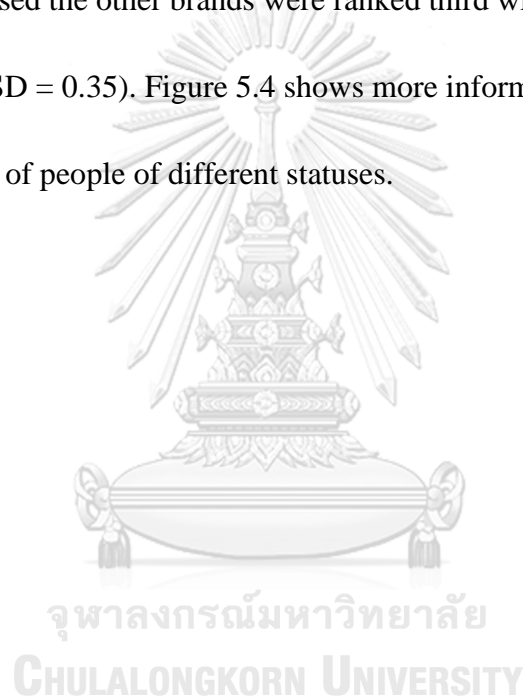 sed the other brands were ranked third wi
SD = 0.35). Figure 5.4 shows more inform
of people of different statuses.
จุฬาลงกรณ์มหาวิทยาลัย
CHULALONGKORN UNIVERSITY